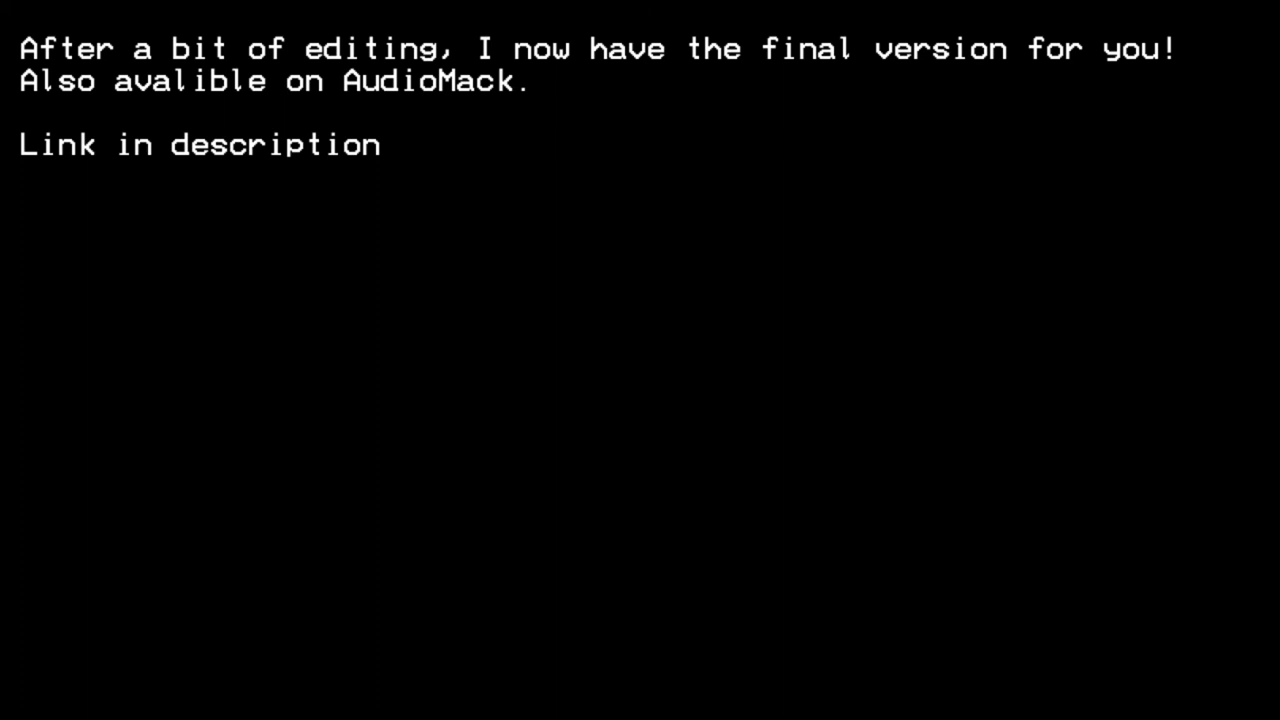 After a bit of editing, I now have the final version for you!
Also avalible on AudioMack.
Link in description